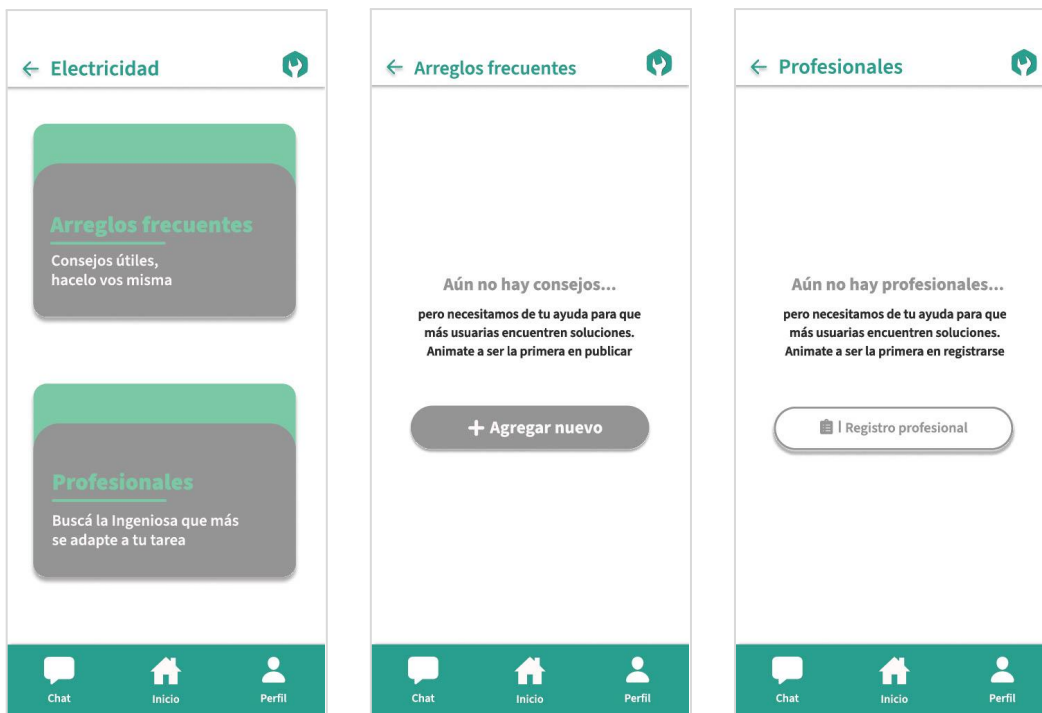 Electricidad
Arreglos frecuentes
Consejos útiles,
hacelo vos misma
Profesionales
Buscá la Ingeniosa que más
se adapte a tu tarea
Chat
Inicio
Perfil
Arreglos frecuentes
Aún no hay consejos...
pero necesitamos de tu ayuda para que
más usuarias encuentren soluciones.
Animate a ser la primera en publicar
+ Agregar nuevo
Chat
Inicio
Perfil
Profesionales
Aún no hay profesionales...
pero necesitamos de tu ayuda para que
más usuarias encuentren soluciones.
Animate a ser la primera en registrarse
| Registro profesional
Chat
Inicio
Perfil